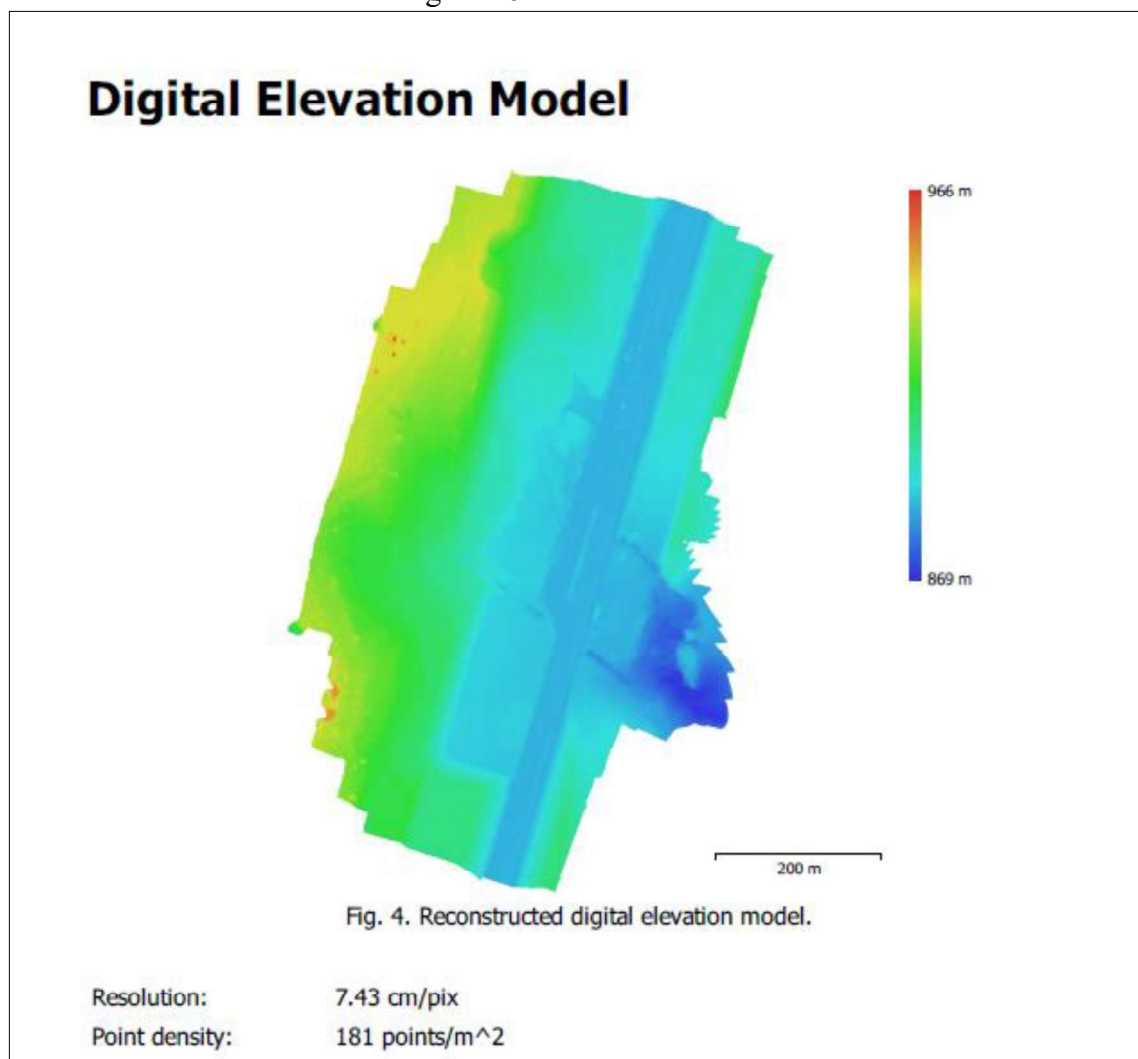 Digital Elevation Model
966 m
869 m
200 m
Fig. 4. Reconstructed digital elevation model.
Resolution: 7.43 cm/pix
Point density: 181 points/m^2